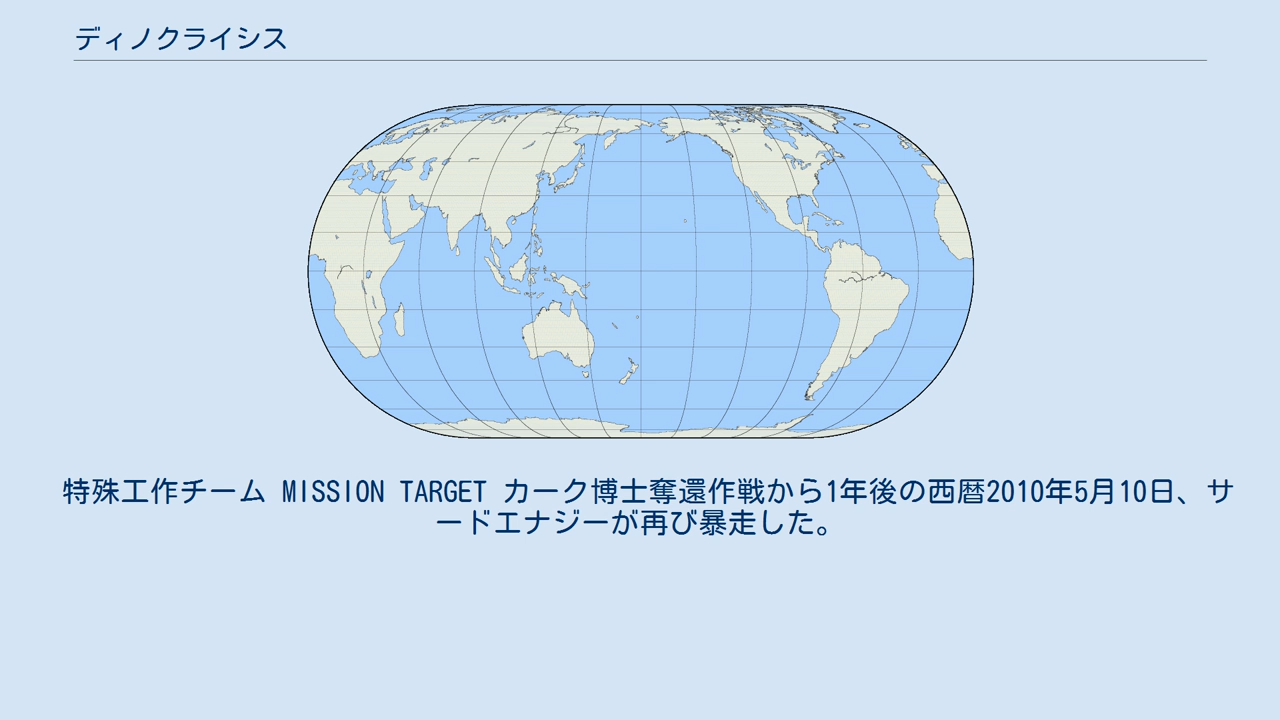 ディノクライシス
特殊工作チーム MISSION TARGET カーク博士奪還作戦から1年後の西暦2010年5月10日、サ
ードエナジーが再び暴走した。